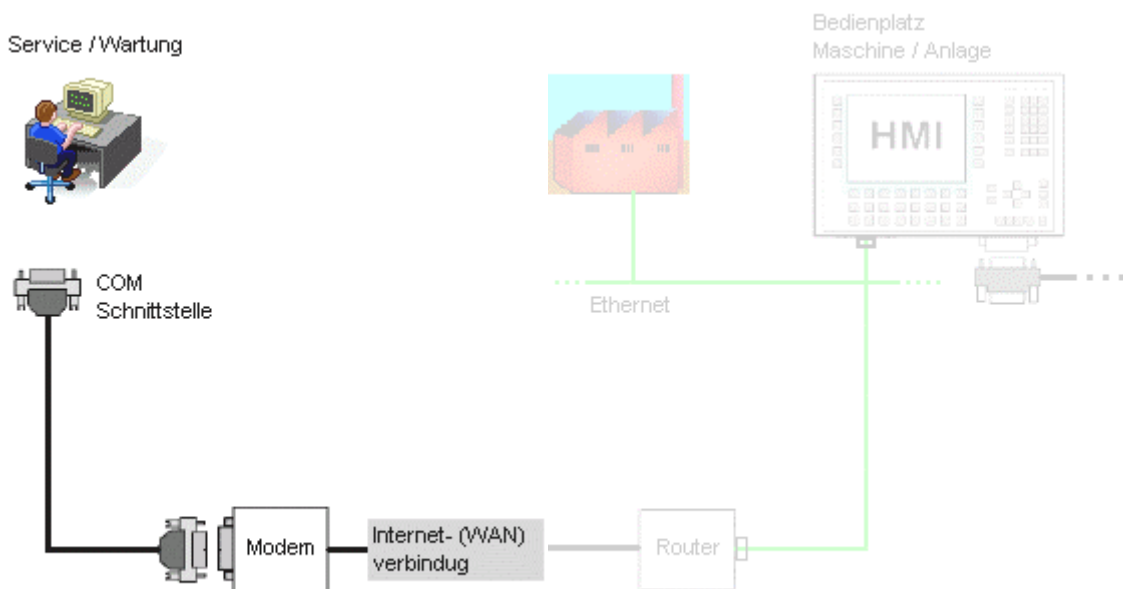 Bedienplatz
Maschine / Anlage
Service / Wartung
HMI
COM
Schnittstelle
Ethernet
Modem
Internet- (WAN)
verbindug
Router